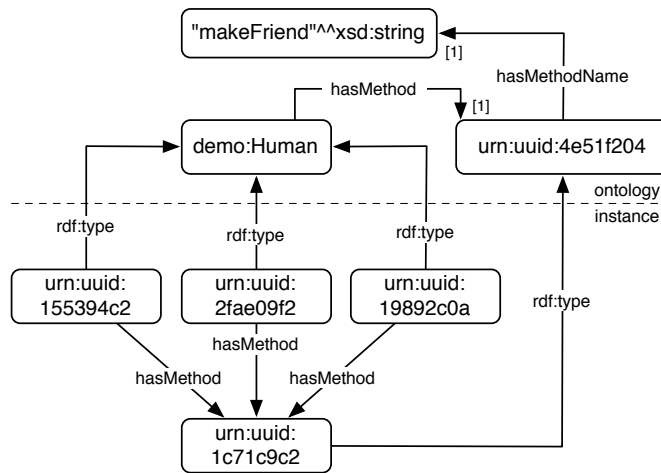 "makeFriend"^^xsd:string
[1]
hasMethodName
hasMethod
[1]
demo:Human
urn:uuid:4e51f204
ontology
instance
rdf:type
rdf:type
rdf:type
urn:uuid:
155394c2
urn:uuid:
2fae09f2
urn:uuid:
19892c0a
rdf:type
hasMethod
hasMethod
hasMethod
urn:uuid:
1c71c9c2